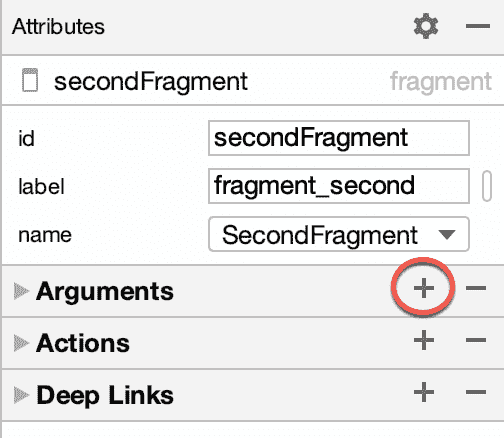 Attributes
secondFragment fragment
id secondFragment
label fragment_second
name SecondFragment
Arguments
Actions
Deep Links